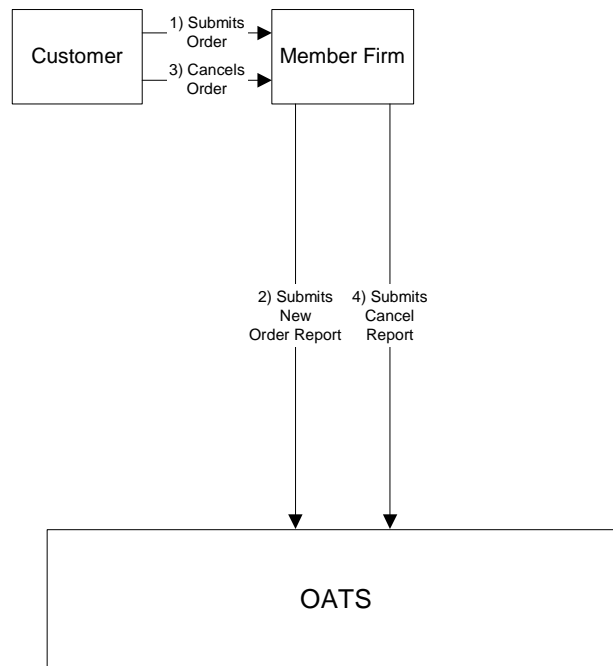 1) Submits
Order
Customer
Member Firm
3) Cancels
Order
2) Submits
New
Order Report
4) Submits
Cancel
Report
OATS